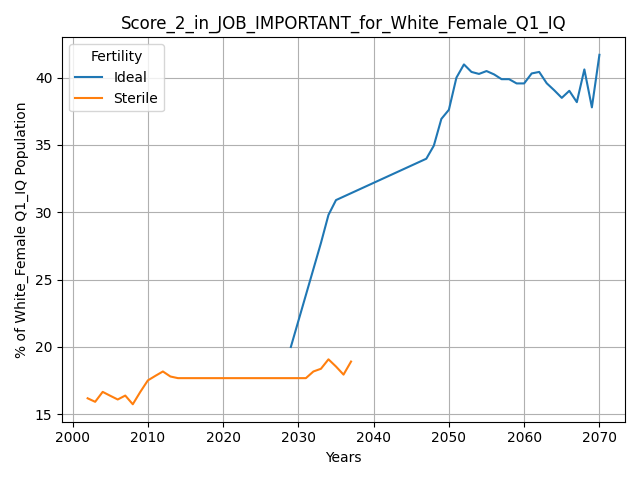 Score_2_in_JOB_IMPORTANT_for_White_Female_Q1_IQ
Fertility
Ideal
Sterile
% of White_Female Q1_IQ Population
40
35
30
25
20
15
2000 2010 2020 2030 2040 2050 2060 2070
Years